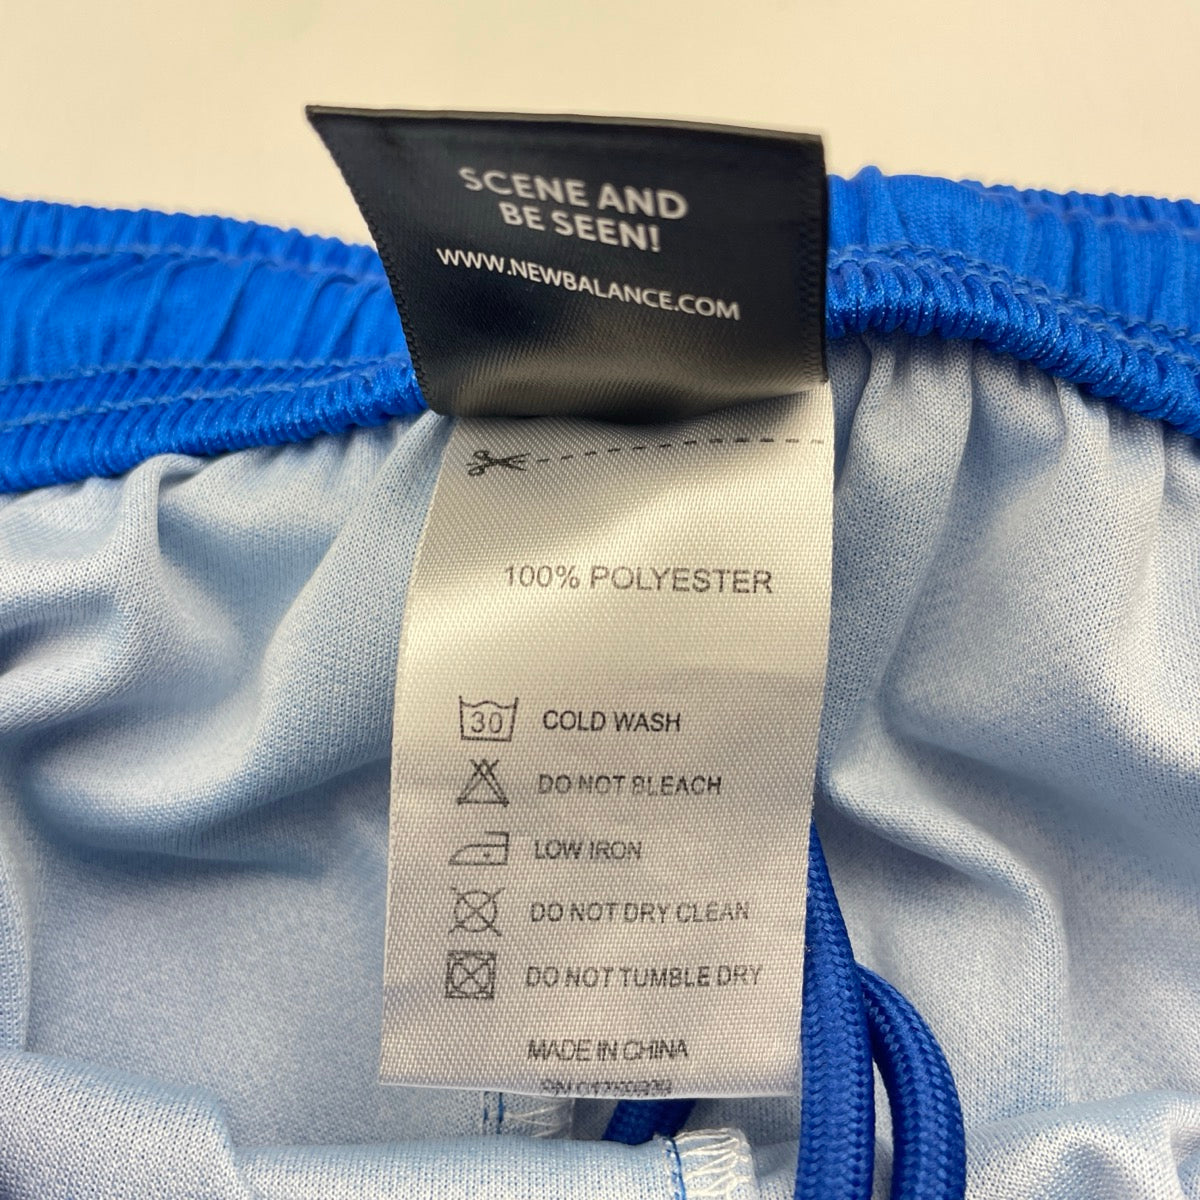 SCENE AND
BE SEEN!
WWW.NEWBALANCE.COM
100% POLYESTER
30 COLD WASH
DO NOT BLEACH
LOW IRON
DO NOT DRY CLEAN
DO NOT TUMBLE DRY
MADE IN CHINA